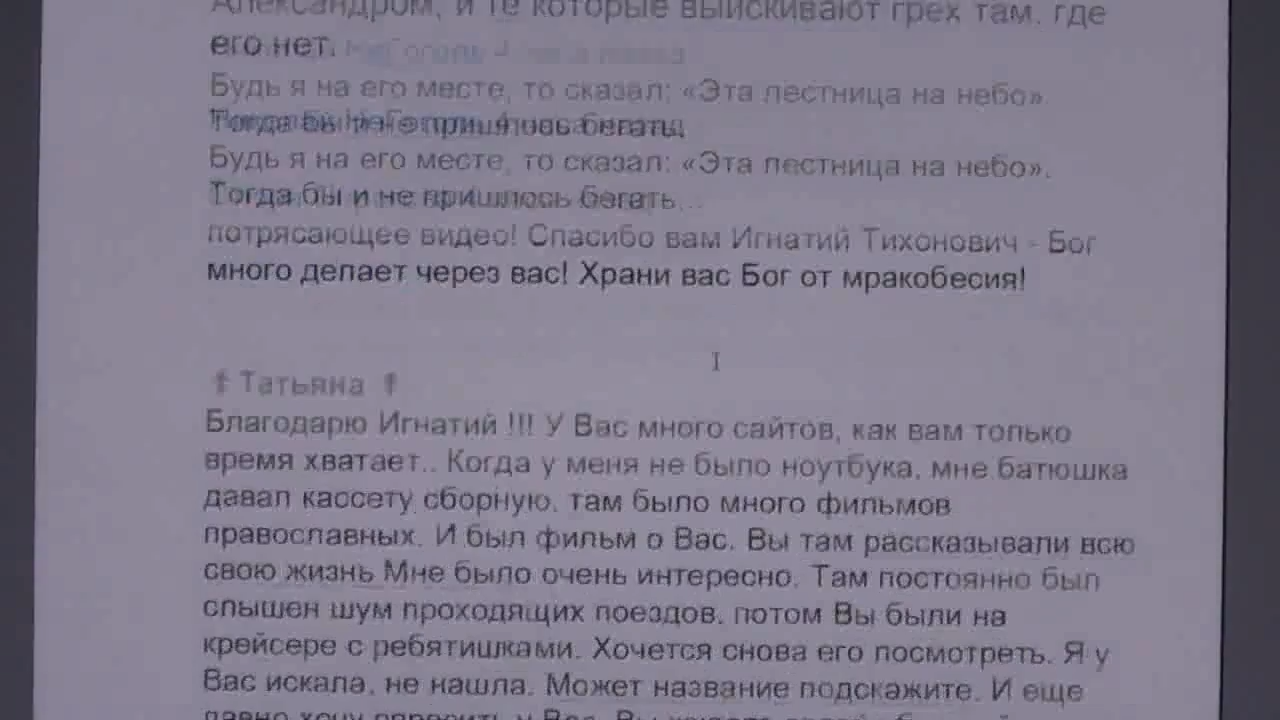 Александром, и те которые выискивают грех там, где
его нет.
Будь я на его месте, то сказал: «Эта лестница на небо».
Будь я на его месте, то сказал: «Эта лестница на небо».
Тогда бы и не пришлось бегать...
потрясающее видео! Спасибо вам Игнатий Тихонович - Бог
много делает через вас! Храни вас Бог от мракобесия!
† Татьяна †
Благодарю Игнатий !!! У Вас много сайтов, как вам только
время хватает.. Когда у меня не было ноутбука, мне батюшка
давал кассету сборную, там было много фильмов
православных. И был фильм о Вас. Вы там рассказывали всю
свою жизнь Мне было очень интересно. Там постоянно был
слышен шум проходящих поездов, потом Вы были на
крейсере с ребятишками. Хочется снова его посмотреть. Я у
Вас искала, не нашла. Может название подскажите. И еще